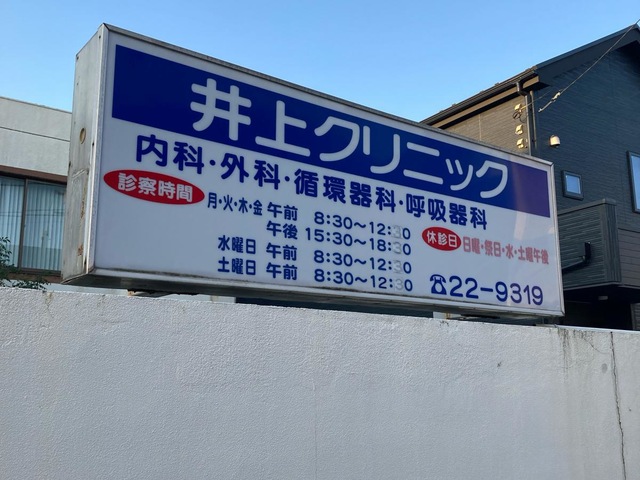 井上クリニック
内科・外科・循環器科・呼吸器科
診察時間 月・火・木・金 午前 8:30〜12:30
午後 15:30〜18:30
水曜日 午前 8:30〜12:30
土曜日 午前 8:30〜12:30
休診日 日曜・祭日・水・土曜午後
☎22-9319